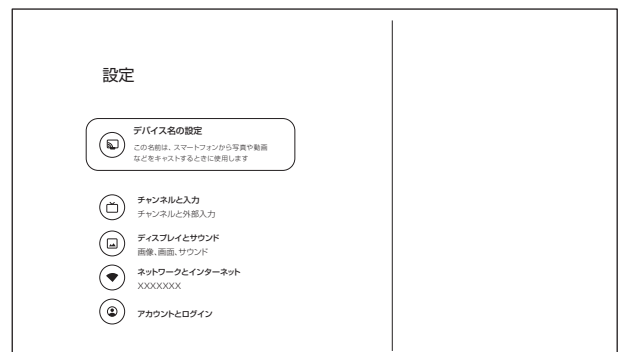 設定
デバイス名の設定
この名前は、スマートフォンから写真や動画
などをキャストするときに使用します
チャンネルと入力
チャンネルと外部入力
ディスプレイとサウンド
画像、画面、サウンド
ネットワークとインターネット
XXXXXXX
アカウントとログイン